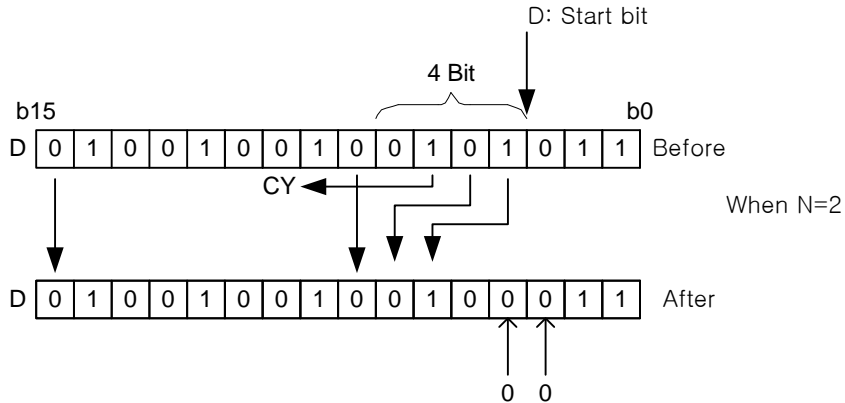 D: Start bit
4 Bit
b15 b0
D 0 1 0 0 1 0 0 1 0 0 1 0 1 0 1 1 Before
CY
When N=2
D 0 1 0 0 1 0 0 1 0 0 1 0 0 0 1 1 After
0 0